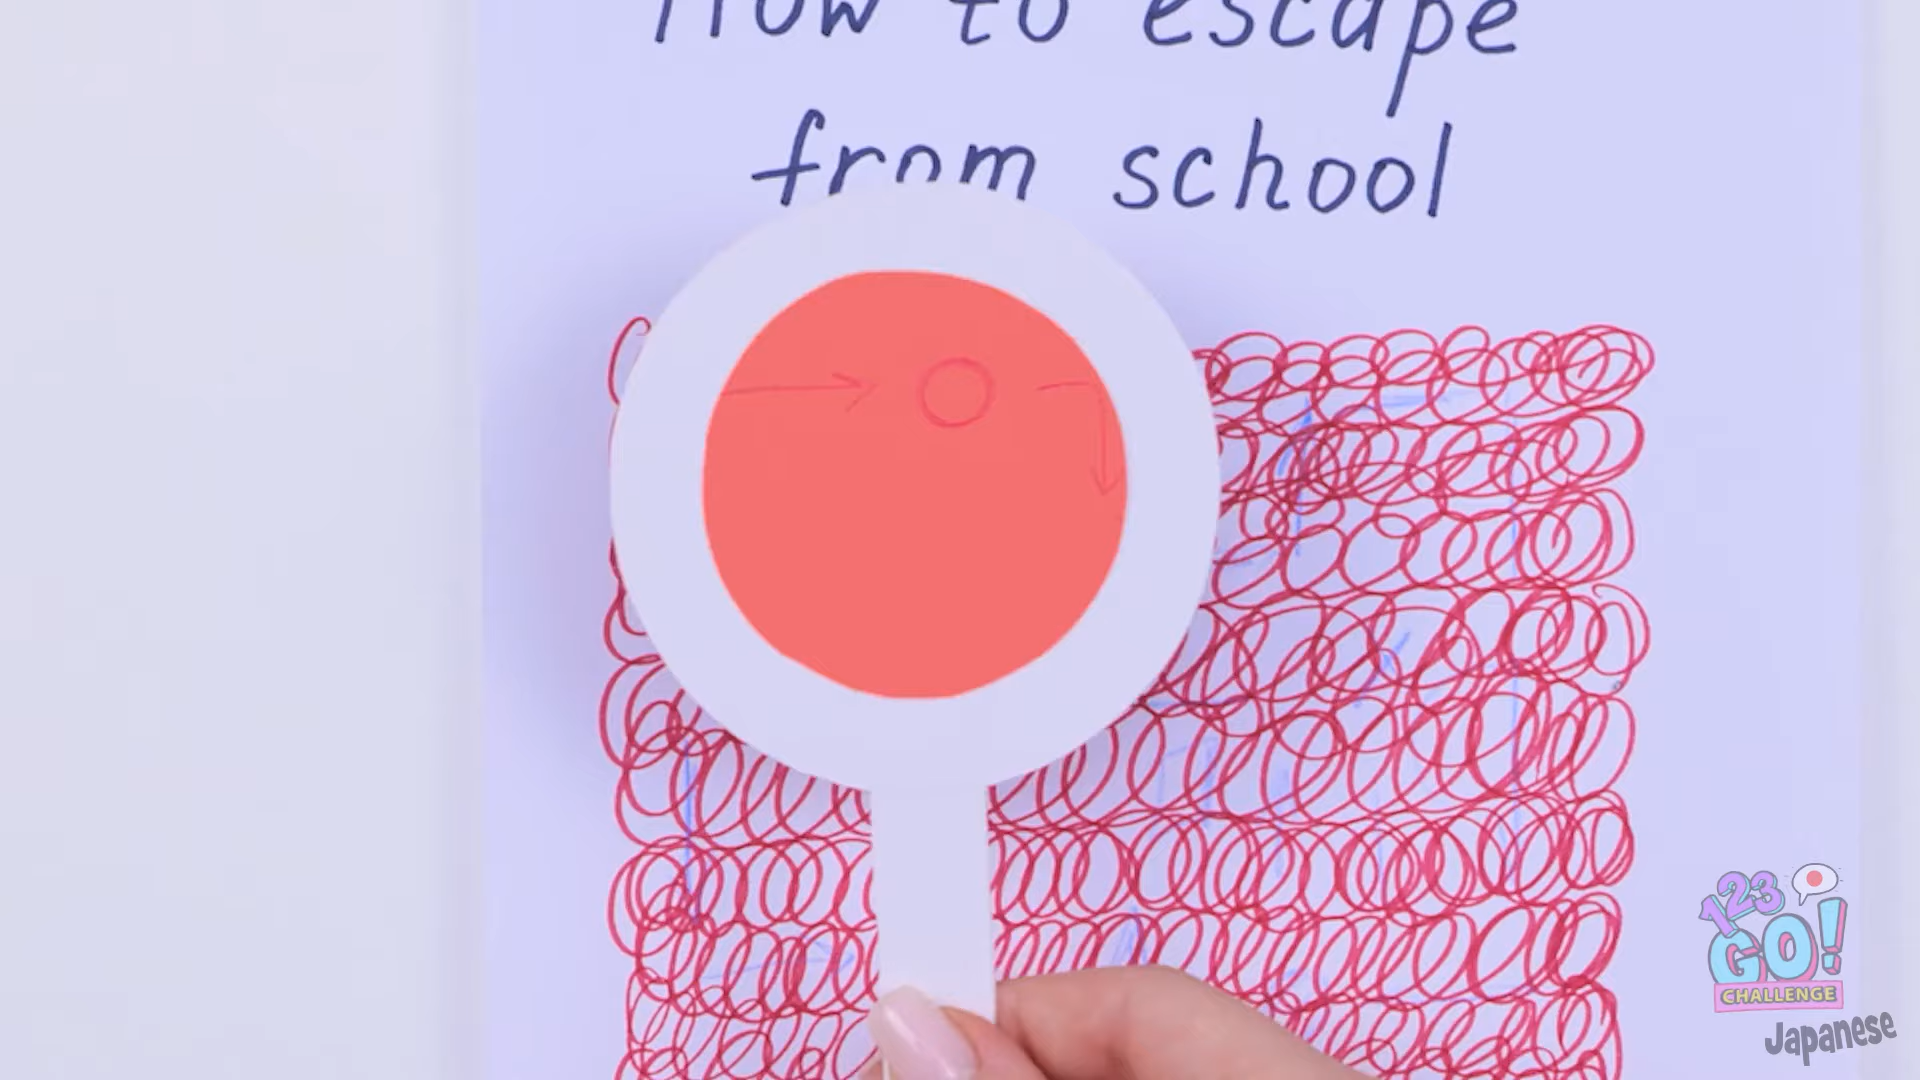 How to escape
from school
123
GO!
CHALLENGE
Japanese